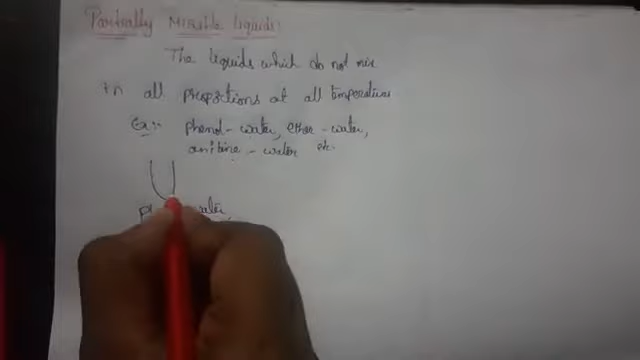 Partially Miscible liquids:
The liquids which do not mix
in all proportions at all temperatures
Eg:- phenol - water, ether - water,
aniline - water etc.
water